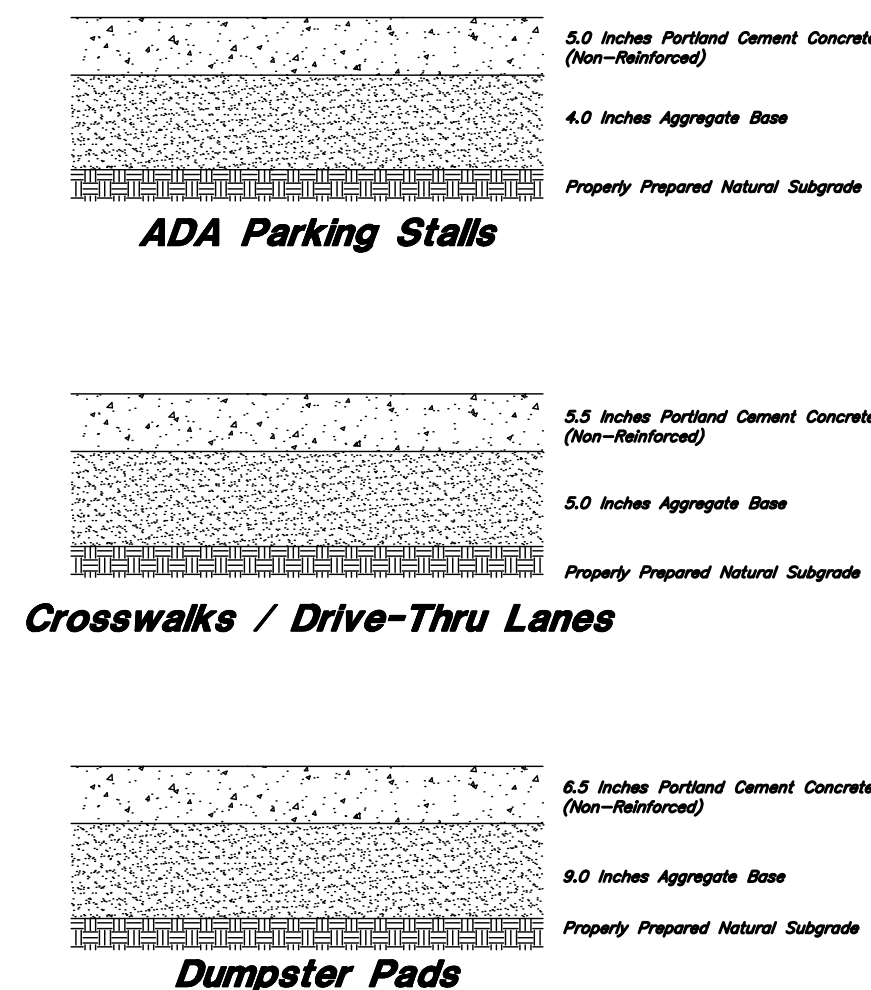 5.0 Inches Portland Cement Concrete
(Non-Reinforced)
4.0 Inches Aggregate Base
Properly Prepared Natural Subgrade
ADA Parking Stalls
5.5 Inches Portland Cement Concrete
(Non-Reinforced)
5.0 Inches Aggregate Base
Properly Prepared Natural Subgrade
Crosswalks / Drive-Thru Lanes
6.5 Inches Portland Cement Concrete
(Non-Reinforced)
9.0 Inches Aggregate Base
Properly Prepared Natural Subgrade
Dumpster Pads